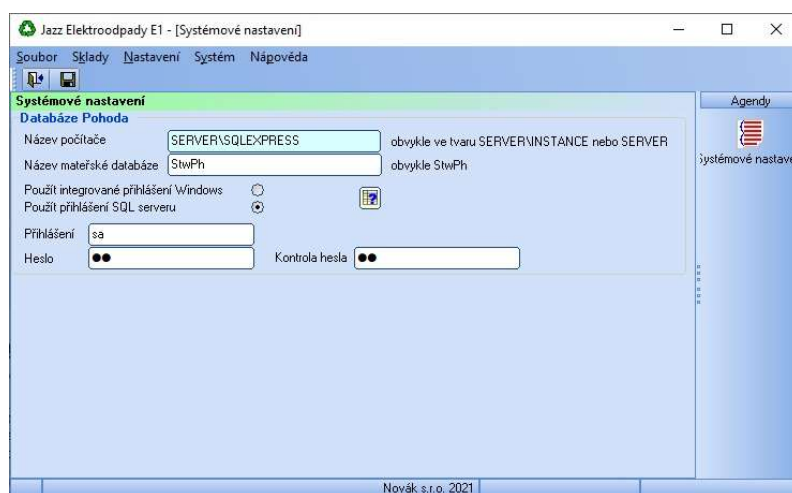 Jazz Elektroodpady E1 - [Systémové nastavení]
Soubor Sklady Nastavení Systém Nápověda
Systémové nastavení
Agendy
Databáze Pohoda
Název počítače SERVER\SQLEXPRESS obvykle ve tvaru SERVER\INSTANCE nebo SERVER
Název mateřské databáze StwPh obvykle StwPh
Systémové nastave
Použít integrované přihlášení Windows
Použít přihlášení SQL serveru
Přihlášení sa
Heslo ●● Kontrola hesla ●●
Novák s.r.o. 2021